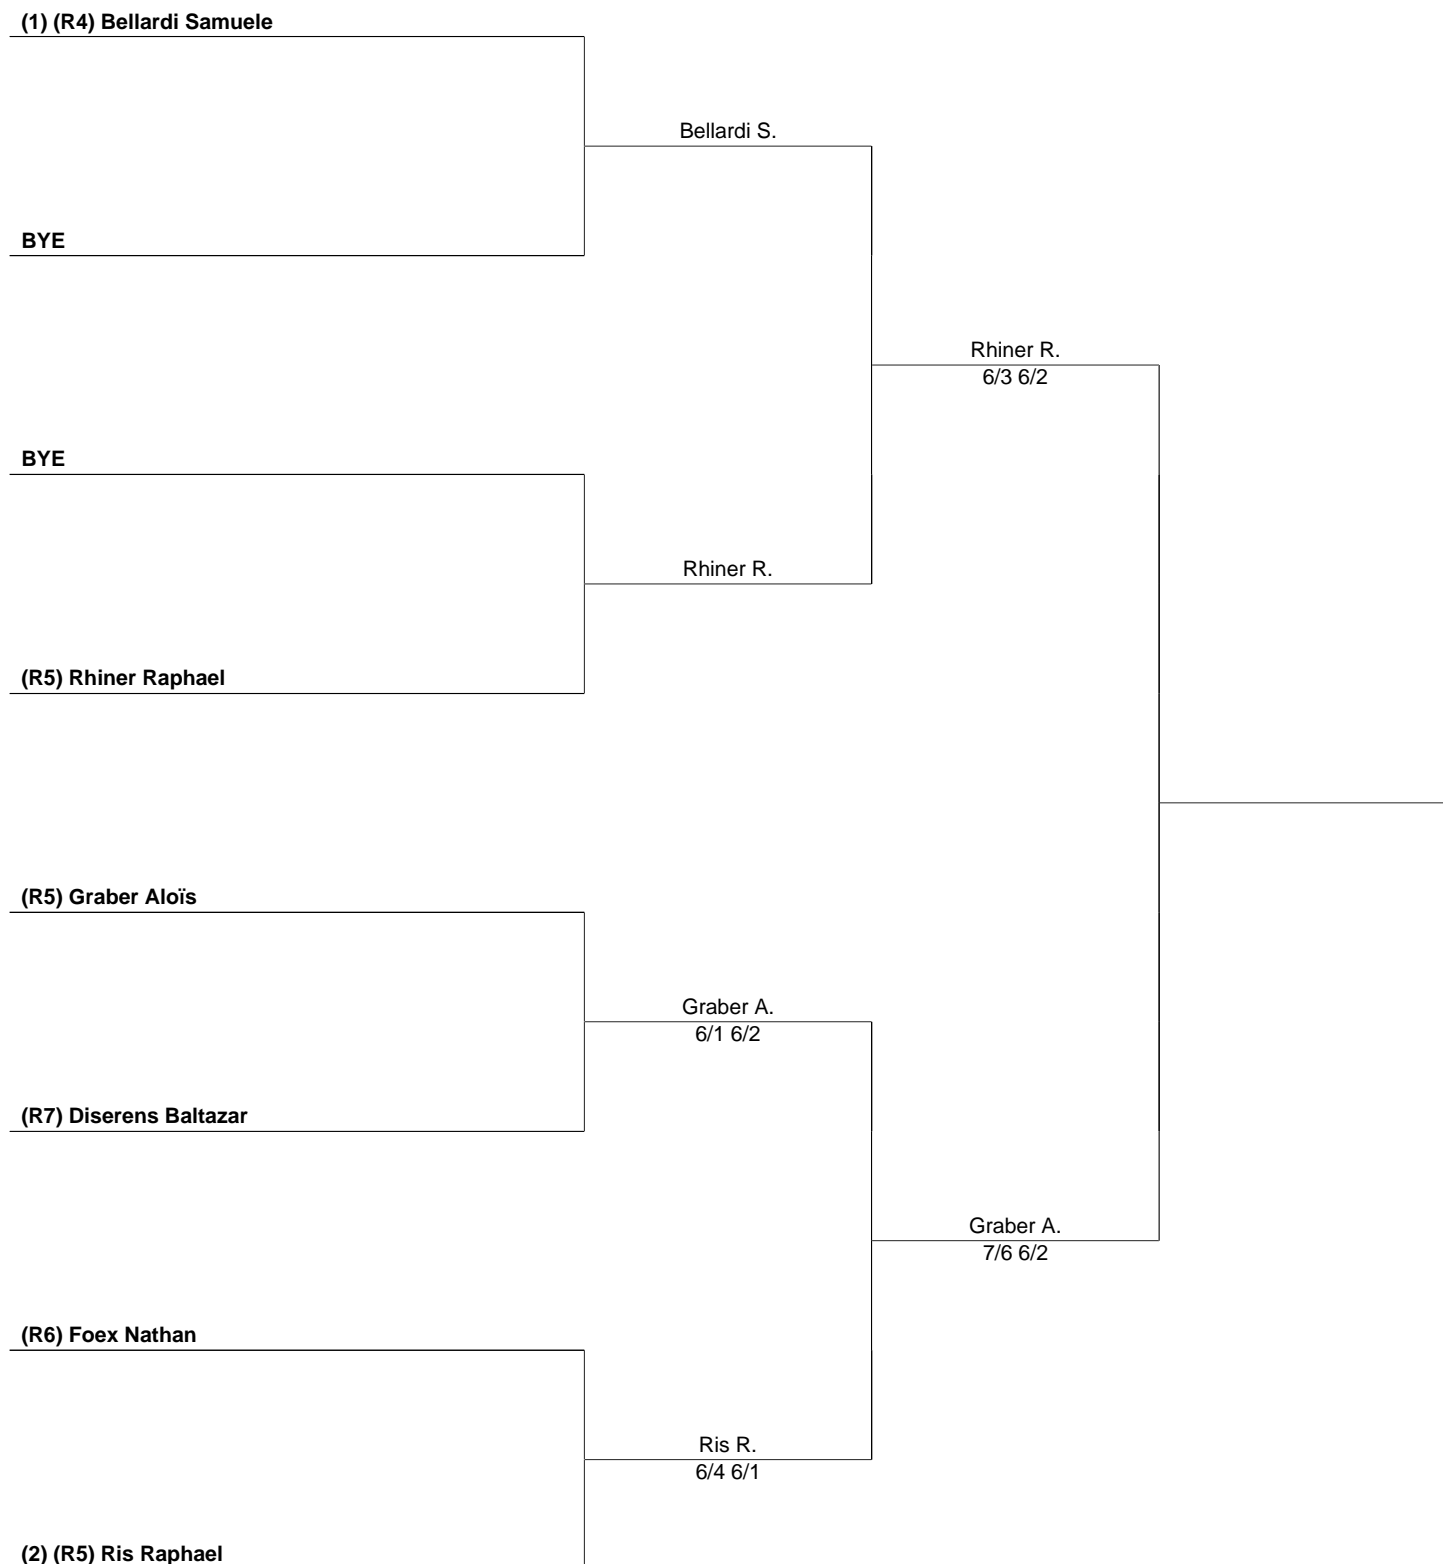 (1) (R4) Bellardi Samuele
Bellardi S.
BYE
Rhiner R.
6/3 6/2
BYE
Rhiner R.
(R5) Rhiner Raphael
(R5) Graber Aloïs
Graber A.
6/1 6/2
(R7) Diserens Baltazar
Graber A.
7/6 6/2
(R6) Foex Nathan
Ris R.
6/4 6/1
(2) (R5) Ris Raphael